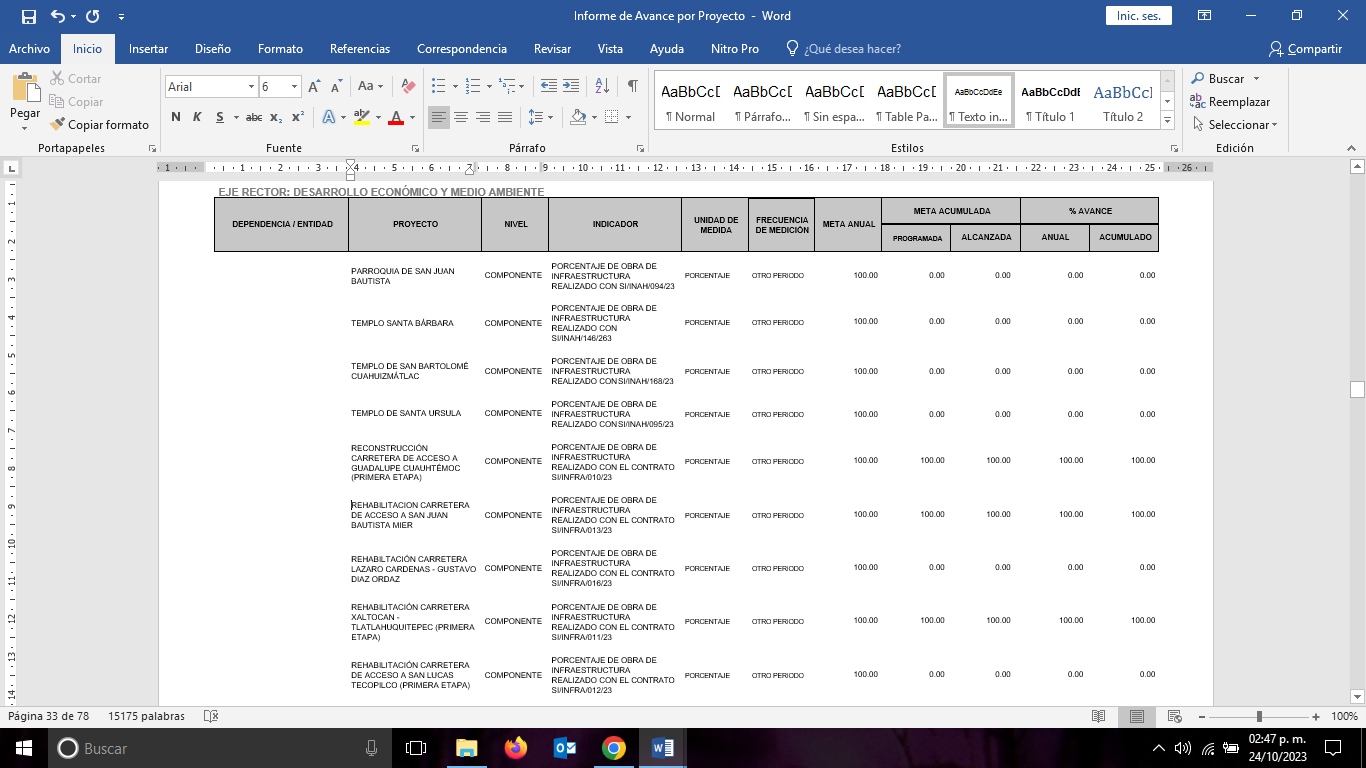 Informe de Avance por Proyecto - Word
Inic. ses.
Archivo Inicio Insertar Diseño Formato Referencias Correspondencia Revisar Vista Ayuda Nitro Pro ¿Qué desea hacer? Compartir
Pegar
Cortar
Copiar
Copiar formato
Portapapeles
Arial 6
N K S abc x₂ x²
Fuente
Párrafo
AaBbCcD AaBbCcD AaBbCcD AaBbCcD AaBbCcDdEe AaBbCcDdE AaBbCcI
¶ Normal ¶ Párrafo... ¶ Sin espa... ¶ Table Pa... ¶ Texto in... ¶ Título 1 Título 2
Estilos
Buscar
Reemplazar
Seleccionar
Edición
EJE RECTOR: DESARROLLO ECONÓMICO Y MEDIO AMBIENTE
DEPENDENCIA / ENTIDAD PROYECTO NIVEL INDICADOR UNIDAD DE MEDIDA FRECUENCIA DE MEDICIÓN META ANUAL META ACUMULADA % AVANCE
PROGRAMADA ALCANZADA ANUAL ACUMULADO
PARROQUIA DE SAN JUAN BAUTISTA COMPONENTE PORCENTAJE DE OBRA DE INFRAESTRUCTURA REALIZADO CON SI/INAH/094/23 PORCENTAJE OTRO PERIODO 100.00 0.00 0.00 0.00 0.00
TEMPLO SANTA BÁRBARA COMPONENTE PORCENTAJE DE OBRA DE INFRAESTRUCTURA REALIZADO CON SI/INAH/146/263 PORCENTAJE OTRO PERIODO 100.00 0.00 0.00 0.00 0.00
TEMPLO DE SAN BARTOLOMÉ CUAHUIZMÁTLAC COMPONENTE PORCENTAJE DE OBRA DE INFRAESTRUCTURA REALIZADO CON SI/INAH/168/23 PORCENTAJE OTRO PERIODO 100.00 0.00 0.00 0.00 0.00
TEMPLO DE SANTA URSULA COMPONENTE PORCENTAJE DE OBRA DE INFRAESTRUCTURA REALIZADO CON SI/INAH/095/23 PORCENTAJE OTRO PERIODO 100.00 0.00 0.00 0.00 0.00
RECONSTRUCCIÓN CARRETERA DE ACCESO A GUADALUPE CUAUHTÉMOC (PRIMERA ETAPA) COMPONENTE PORCENTAJE DE OBRA DE INFRAESTRUCTURA REALIZADO CON EL CONTRATO SI/INFRA/010/23 PORCENTAJE OTRO PERIODO 100.00 100.00 100.00 100.00 100.00
REHABILITACION CARRETERA DE ACCESO A SAN JUAN BAUTISTA MIER COMPONENTE PORCENTAJE DE OBRA DE INFRAESTRUCTURA REALIZADO CON EL CONTRATO SI/INFRA/013/23 PORCENTAJE OTRO PERIODO 100.00 100.00 100.00 100.00 100.00
REHABILTACIÓN CARRETERA LAZARO CARDENAS - GUSTAVO DIAZ ORDAZ COMPONENTE PORCENTAJE DE OBRA DE INFRAESTRUCTURA REALIZADO CON EL CONTRATO SI/INFRA/016/23 PORCENTAJE OTRO PERIODO 100.00 0.00 0.00 0.00 0.00
REHABILITACIÓN CARRETERA XALTOCAN - TLATLAHUQUITEPEC (PRIMERA ETAPA) COMPONENTE PORCENTAJE DE OBRA DE INFRAESTRUCTURA REALIZADO CON EL CONTRATO SI/INFRA/011/23 PORCENTAJE OTRO PERIODO 100.00 100.00 100.00 100.00 100.00
REHABILITACIÓN CARRETERA DE ACCESO A SAN LUCAS TECOPILCO (PRIMERA ETAPA) COMPONENTE PORCENTAJE DE OBRA DE INFRAESTRUCTURA REALIZADO CON EL CONTRATO SI/INFRA/012/23 PORCENTAJE OTRO PERIODO 100.00 0.00 0.00 0.00 0.00
Página 33 de 78 15175 palabras 100%
Buscar
02:47 p. m.
24/10/2023